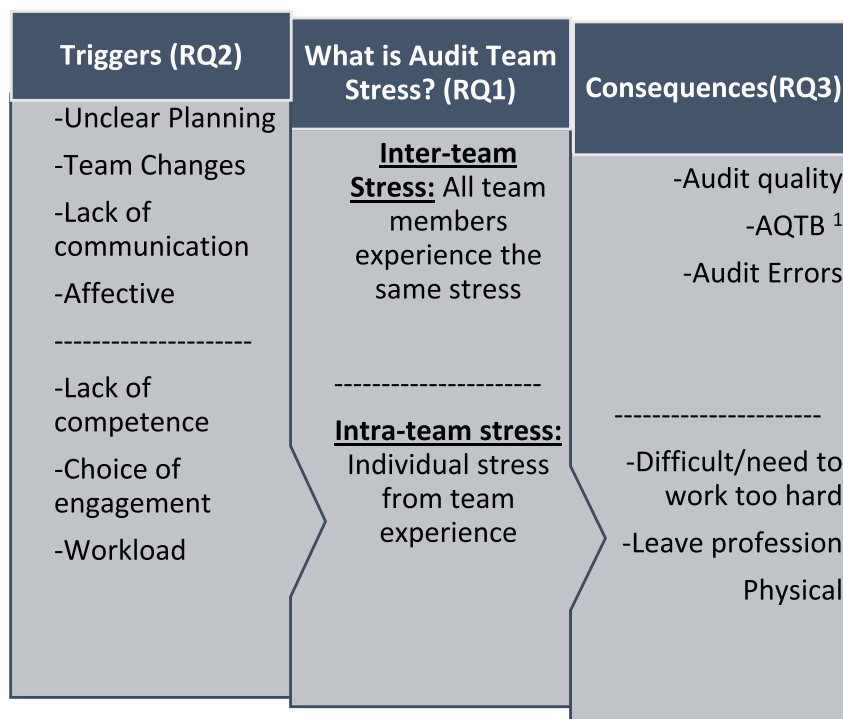 Triggers (RQ2)
-Unclear Planning
-Team Changes
-Lack of
communication
-Affective
---------------------
-Lack of
competence
-Choice of
engagement
-Workload
What is Audit Team
Stress? (RQ1)
Inter-team
Stress: All team
members
experience the
same stress
----------------------
Intra-team stress:
Individual stress
from team
experience
Consequences(RQ3)
-Audit quality
-AQTB ¹
-Audit Errors
----------------------
-Difficult/need to
work too hard
-Leave profession
Physical